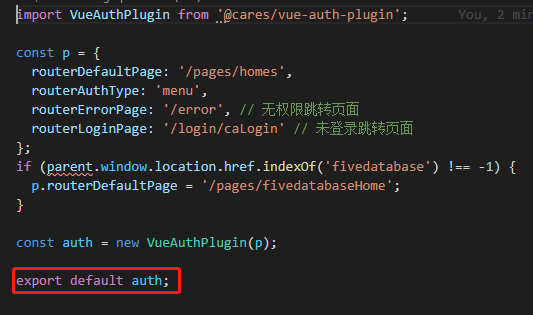 import VueAuthPlugin from '@cares/vue-auth-plugin'; You, 2 min
const p = {
routerDefaultPage: '/pages/homes',
routerAuthType: 'menu',
routerErrorPage: '/error', // 无权限跳转页面
routerLoginPage: '/login/caLogin' // 未登录跳转页面
};
if (parent.window.location.href.indexOf('fivedatabase') !== -1) {
p.routerDefaultPage = '/pages/fivedatabaseHome';
}
const auth = new VueAuthPlugin(p);
export default auth;